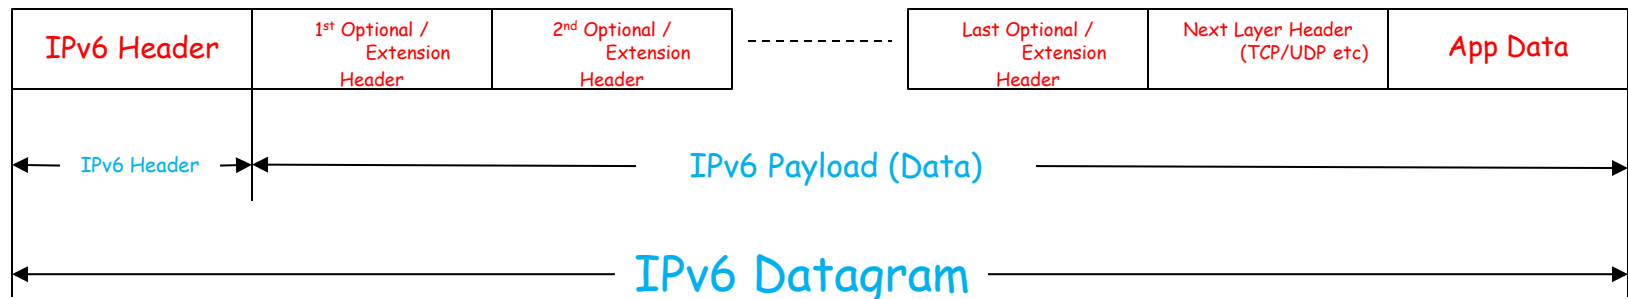 IPv6 Header
1st Optional /
Extension
Header
2nd Optional /
Extension
Header
Last Optional /
Extension
Header
Next Layer Header
(TCP/UDP etc)
App Data
IPv6 Header
IPv6 Payload (Data)
IPv6 Datagram